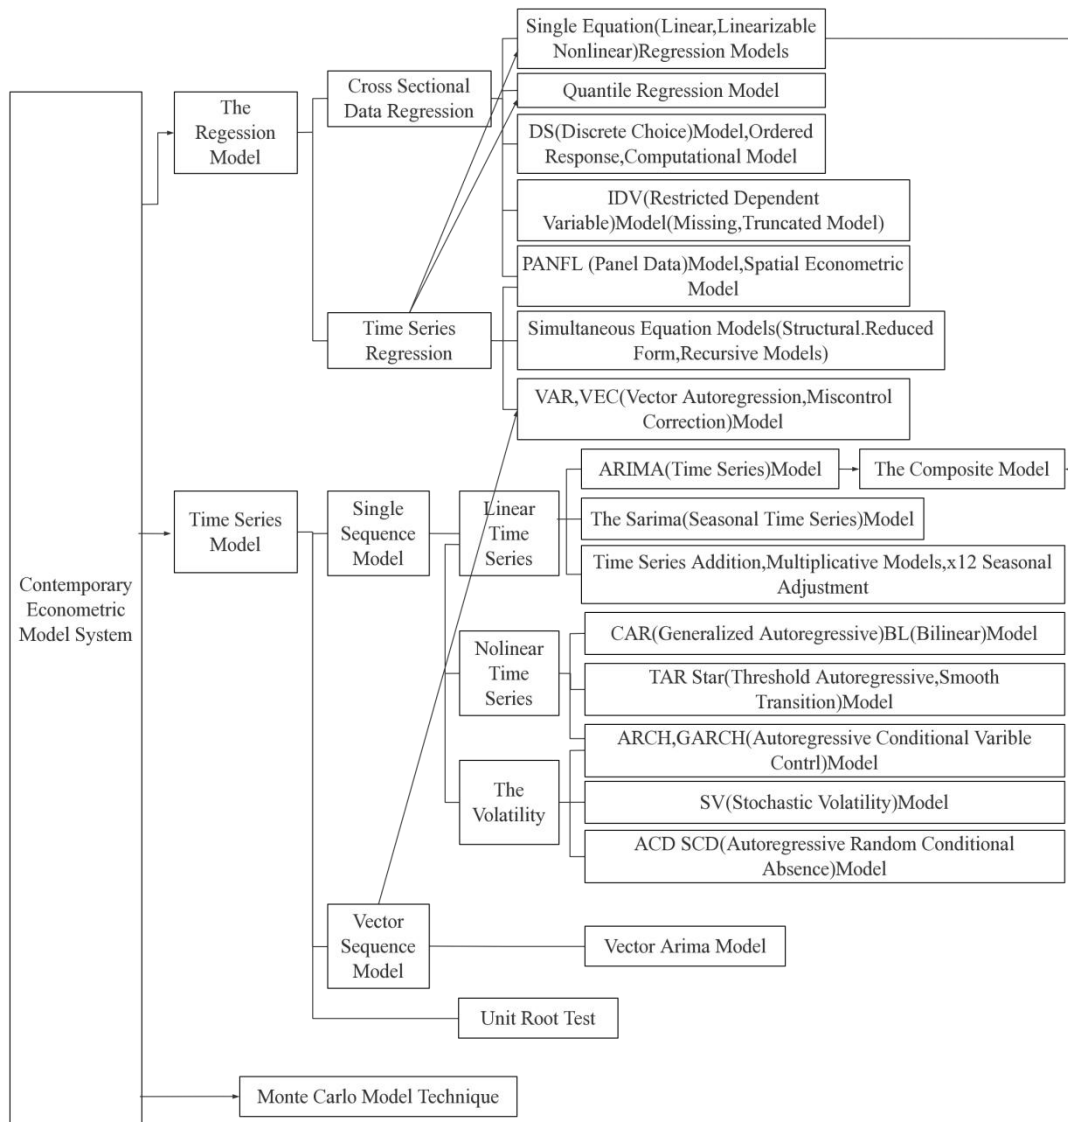 Contemporary
Econometric
Model System
The
Regession
Model
Cross Sectional
Data Regression
Single Equation(Linear,Linearizable
Nonlinear)Regression Models
Quantile Regression Model
DS(Discrete Choice)Model,Ordered
Response,Computational Model
IDV(Restricted Dependent
Variable)Model(Missing,Truncated Model)
PANFL (Panel Data)Model,Spatial Econometric
Model
Time Series
Regression
Simultaneous Equation Models(Structural.Reduced
Form,Recursive Models)
VAR,VEC(Vector Autoregression,Miscontrol
Correction)Model
Time Series
Model
Single
Sequence
Model
Linear
Time
Series
ARIMA(Time Series)Model
The Composite Model
The Sarima(Seasonal Time Series)Model
Time Series Addition,Multiplicative Models,x12 Seasonal
Adjustment
Nolinear
Time
Series
CAR(Generalized Autoregressive)BL(Bilinear)Model
TAR Star(Threshold Autoregressive,Smooth
Transition)Model
ARCH,GARCH(Autoregressive Conditional Varible
Contrl)Model
The
Volatility
SV(Stochastic Volatility)Model
ACD SCD(Autoregressive Random Conditional
Absence)Model
Vector
Sequence
Model
Vector Arima Model
Unit Root Test
Monte Carlo Model Technique